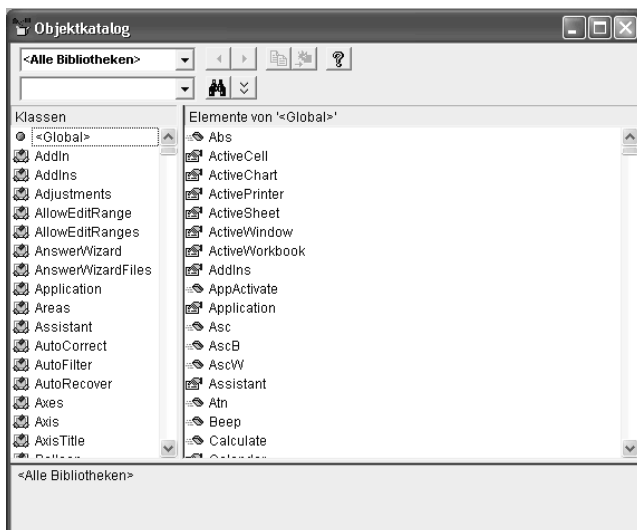 Objektkatalog
<Alle Bibliotheken>
Klassen
<Global>
AddIn
AddIns
Adjustments
AllowEditRange
AllowEditRanges
AnswerWizard
AnswerWizardFiles
Application
Areas
Assistant
AutoCorrect
AutoFilter
AutoRecover
Axes
Axis
AxisTitle
Elemente von '<Global>'
Abs
ActiveCell
ActiveChart
ActivePrinter
ActiveSheet
ActiveWindow
ActiveWorkbook
AddIns
AppActivate
Application
Asc
AscB
AscW
Assistant
Atn
Beep
Calculate
<Alle Bibliotheken>